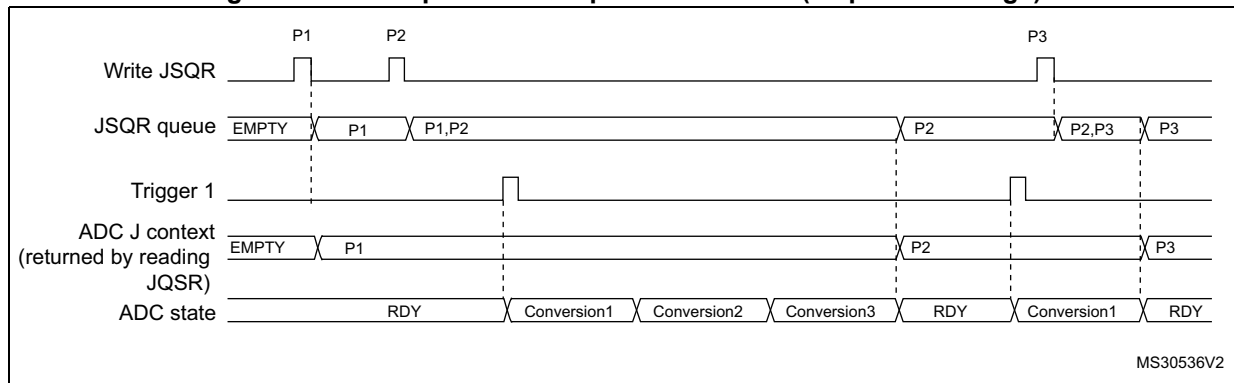 P1 P2 P3
Write JSQR
JSQR queue EMPTY P1 P1,P2 P2 P2,P3 P3
Trigger 1
ADC J context
(returned by reading
JQSR)
EMPTY P1 P2 P3
ADC state RDY Conversion1 Conversion2 Conversion3 RDY Conversion1 RDY
MS30536V2